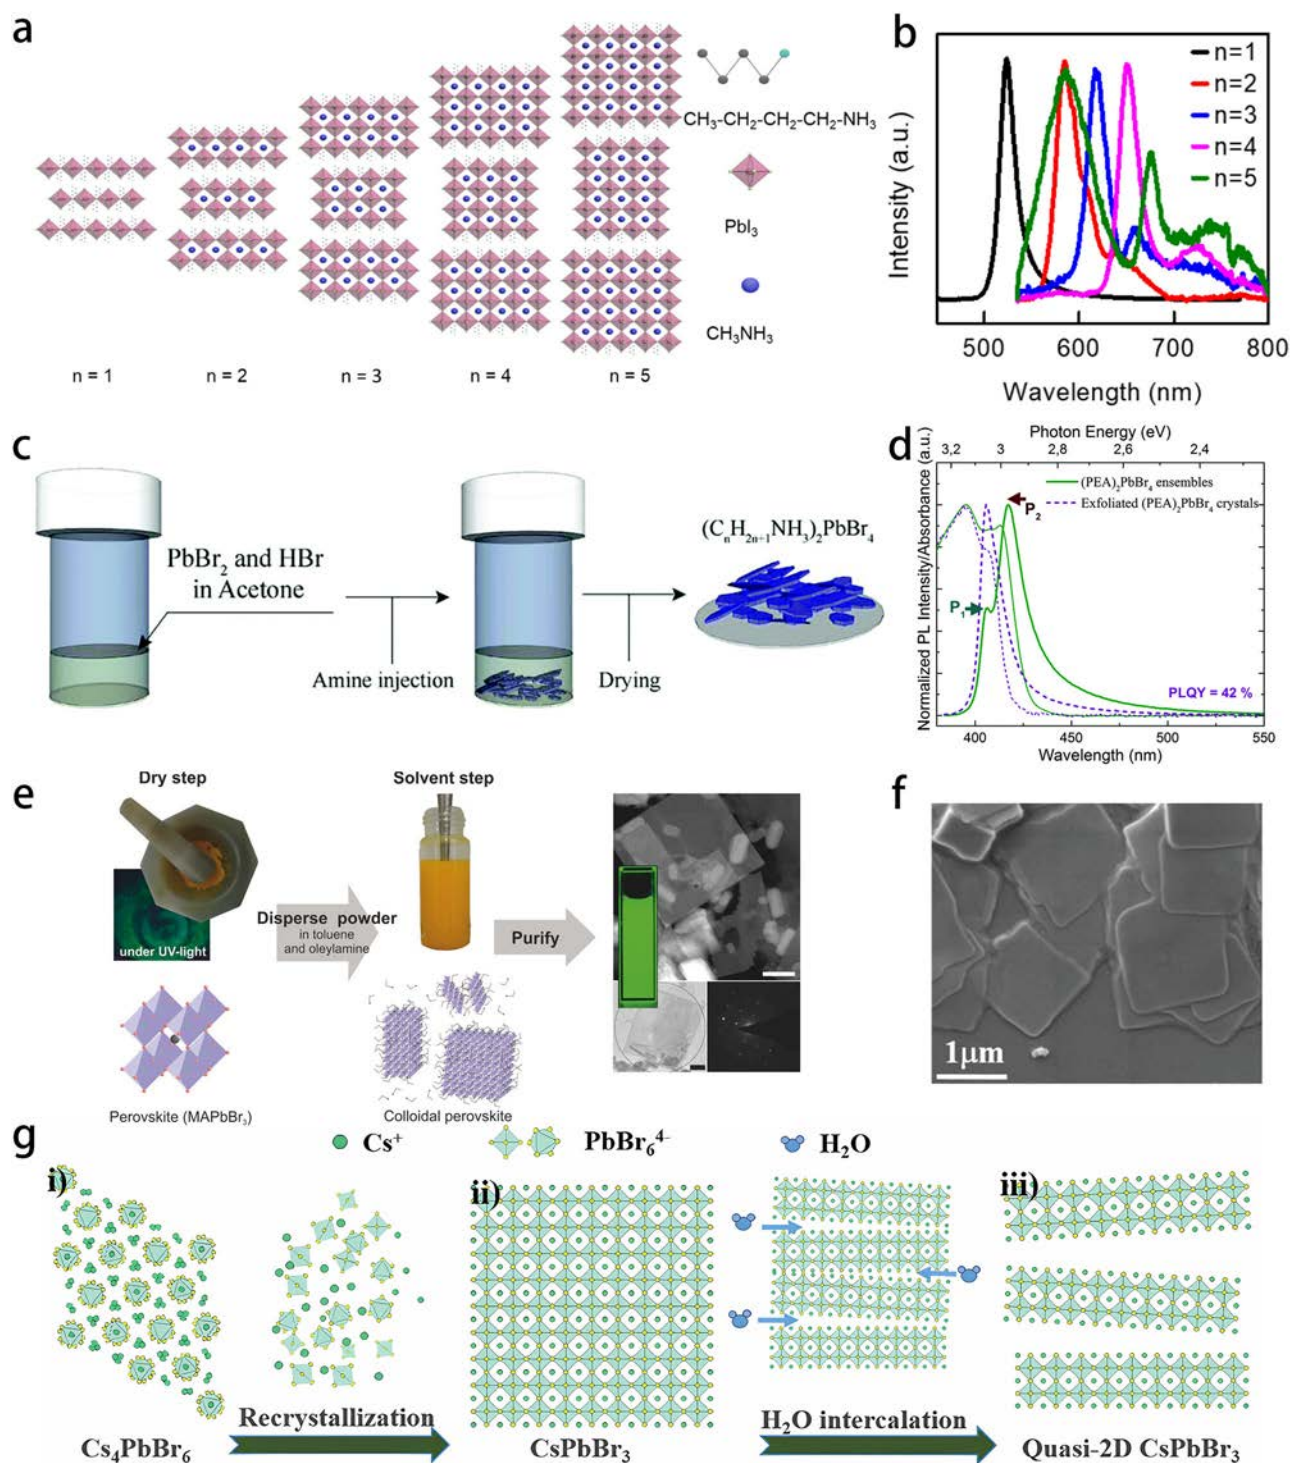 a
CH₃-CH₂-CH₂-CH₂-NH₃
PbI₃
CH₃NH₃
n = 1
n = 2
n = 3
n = 4
n = 5
b
Intensity (a.u.)
n=1
n=2
n=3
n=4
n=5
500
600
700
800
Wavelength (nm)
c
PbBr₂ and HBr
in Acetone
Amine injection
Drying
(CₙH₂ₙ₊₁NH₃)₂PbBr₄
d
Photon Energy (eV)
3,2
3
2,8
2,6
2,4
Normalized PL Intensity/Absorbance (a.u.)
(PEA)₂PbBr₄ ensembles
Exfoliated (PEA)₂PbBr₄ crystals
P₂
P₁
PLQY = 42 %
400
450
500
550
Wavelength (nm)
e
Dry step
under UV-light
Perovskite (MAPbBr₃)
Disperse powder
in toluene
and oleylamine
Solvent step
Colloidal perovskite
Purify
f
1μm
g
Cs⁺
PbBr₆⁴⁻
H₂O
i)
ii)
iii)
Cs₄PbBr₆
Recrystallization
CsPbBr₃
H₂O intercalation
Quasi-2D CsPbBr₃